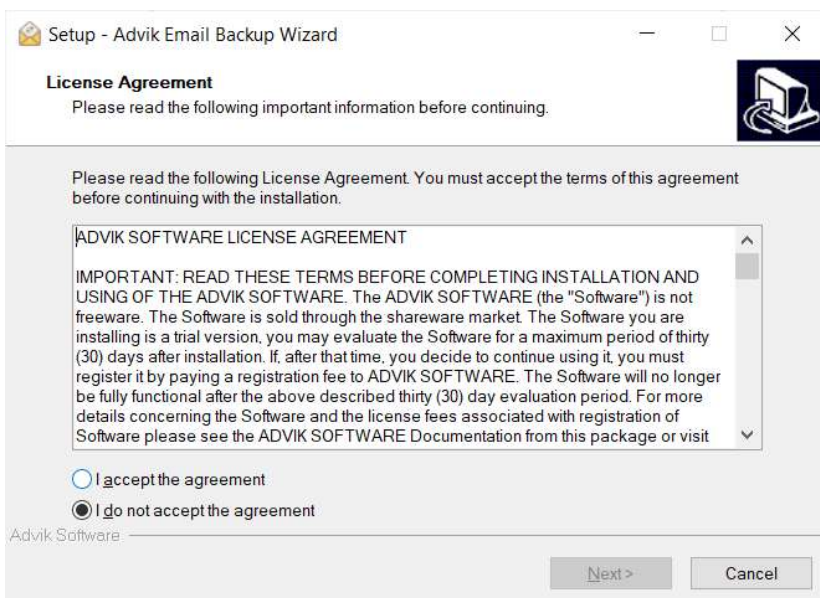 Setup - Advik Email Backup Wizard
License Agreement
Please read the following important information before continuing.
Please read the following License Agreement. You must accept the terms of this agreement
before continuing with the installation.
ADVIK SOFTWARE LICENSE AGREEMENT
IMPORTANT: READ THESE TERMS BEFORE COMPLETING INSTALLATION AND
USING OF THE ADVIK SOFTWARE. The ADVIK SOFTWARE (the "Software") is not
freeware. The Software is sold through the shareware market. The Software you are
installing is a trial version, you may evaluate the Software for a maximum period of thirty
(30) days after installation. If, after that time, you decide to continue using it, you must
register it by paying a registration fee to ADVIK SOFTWARE. The Software will no longer
be fully functional after the above described thirty (30) day evaluation period. For more
details concerning the Software and the license fees associated with registration of
Software please see the ADVIK SOFTWARE Documentation from this package or visit
I accept the agreement
I do not accept the agreement
Advik Software
Next >
Cancel